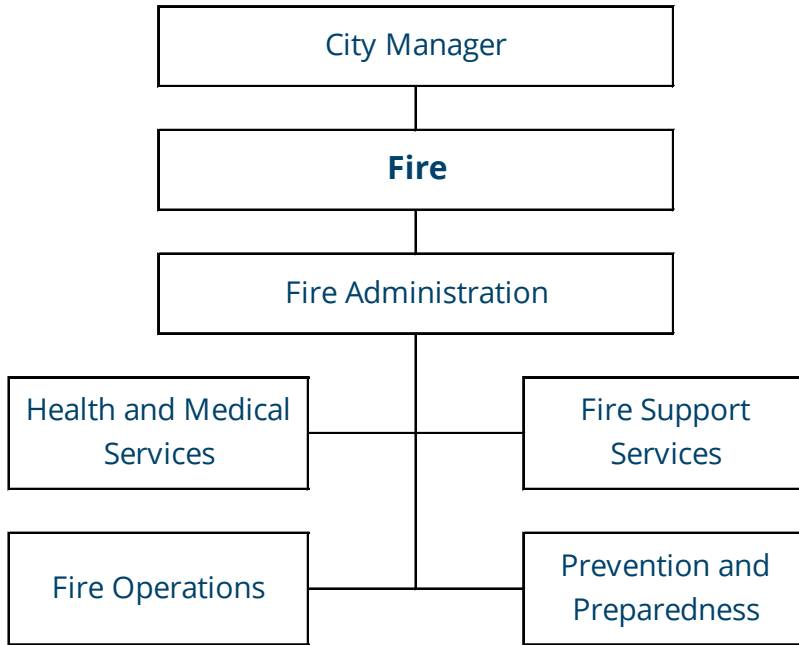 City Manager
Fire
Fire Administration
Health and Medical
Services
Fire Support
Services
Fire Operations
Prevention and
Preparedness